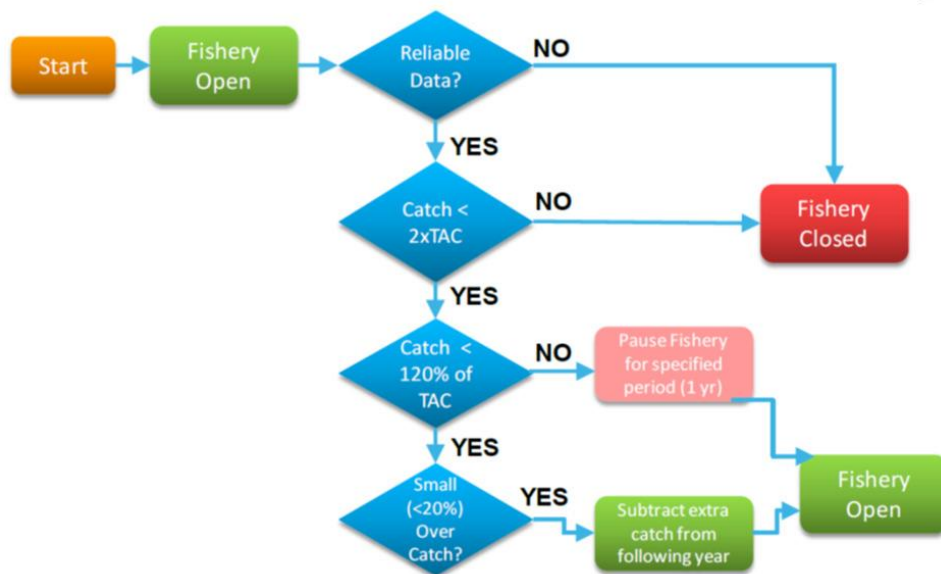 Start
Fishery
Open
Reliable
Data?
NO
YES
Catch <
2xTAC
NO
Fishery
Closed
YES
Catch <
120% of
TAC
NO
Pause Fishery
for specified
period (1 yr)
YES
Small
(<20%)
Over
Catch?
YES
Subtract extra
catch from
following year
Fishery
Open